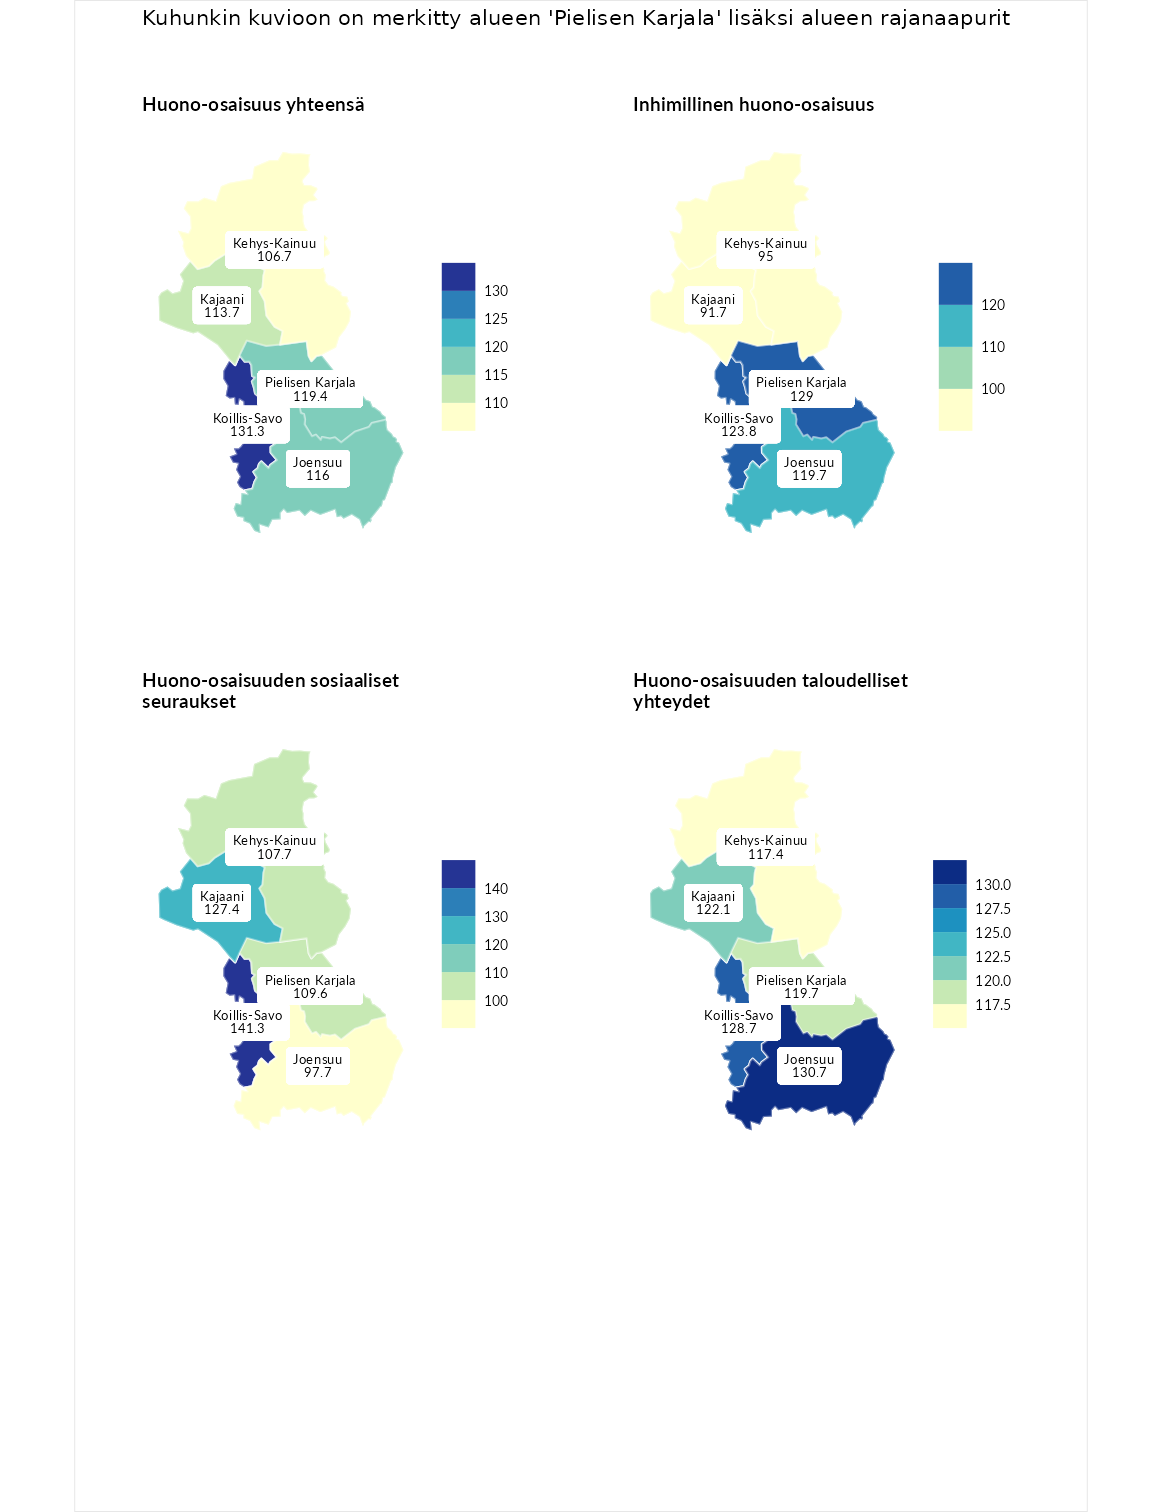 Kuhunkin kuvioon on merkitty alueen 'Pielisen Karjala' lisäksi alueen rajanaapurit
Huono-osaisuus yhteensä
Kehys-Kainuu
106.7
Kajaani
113.7
Pielisen Karjala
119.4
Koillis-Savo
131.3
Joensuu
116
130
125
120
115
110
Inhimillinen huono-osaisuus
Kehys-Kainuu
95
Kajaani
91.7
Pielisen Karjala
129
Koillis-Savo
123.8
Joensuu
119.7
120
110
100
Huono-osaisuuden sosiaaliset
seuraukset
Kehys-Kainuu
107.7
Kajaani
127.4
Pielisen Karjala
109.6
Koillis-Savo
141.3
Joensuu
97.7
140
130
120
110
100
Huono-osaisuuden taloudelliset
yhteydet
Kehys-Kainuu
117.4
Kajaani
122.1
Pielisen Karjala
119.7
Koillis-Savo
128.7
Joensuu
130.7
130.0
127.5
125.0
122.5
120.0
117.5